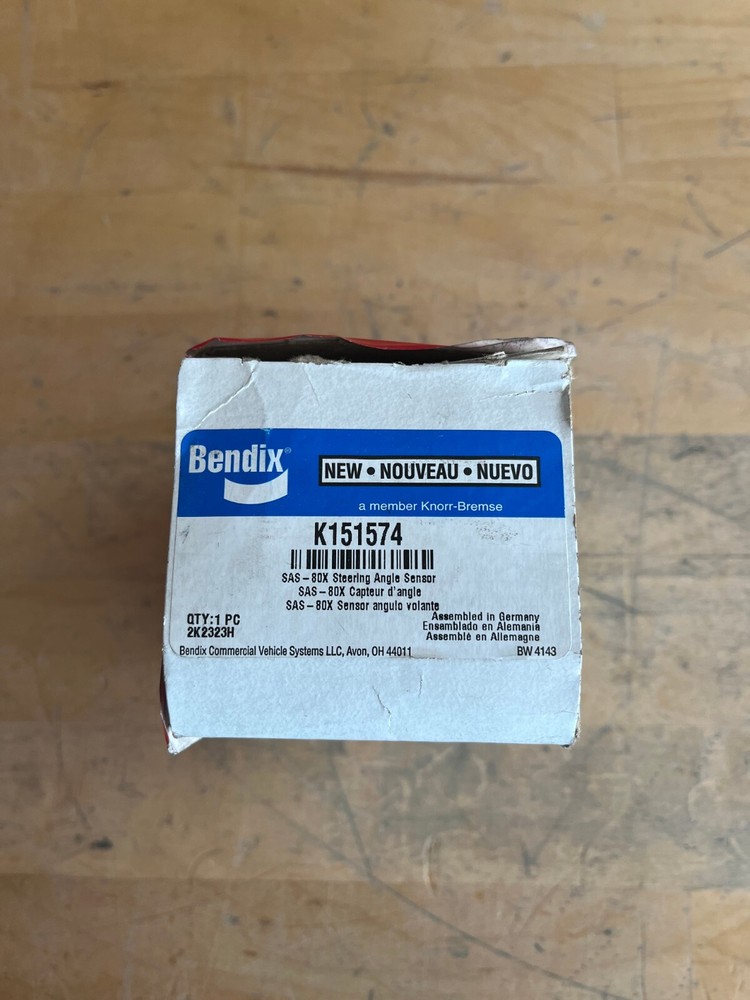 Bendix®
NEW • NOUVEAU • NUEVO
a member Knorr-Bremse
K151574
SAS-80X Steering Angle Sensor
SAS-80X Capteur d'angle
SAS-80X Sensor angulo volante
QTY:1 PC
2K2323H
Assembled in Germany
Ensamblado en Alemania
Assemblé en Allemagne
Bendix Commercial Vehicle Systems LLC, Avon, OH 44011
BW 4143